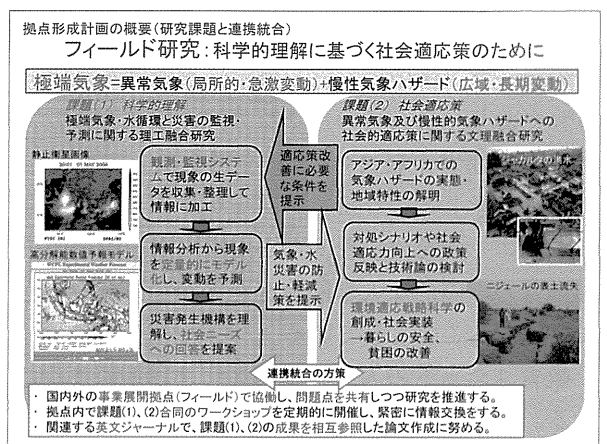 拠点形成計画の概要(研究課題と連携統合)
フィールド研究:科学的理解に基づく社会適応策のために
極端気象=異常気象(局所的・急激変動)+慢性気象ハザード(広域・長期変動)
課題(1) 科学的理解
極端気象・水循環と災害の監視・
予測に関する理工融合研究
静止衛星画像
観測・監視システ
ムで現象の生デ
ータを収集・整理して
情報に加工
高分解能数値予報モデル
情報分析から現象
を定量的にモデル
化し、変動を予測
災害発生機構を理
解し、社会ニーズ
への回答を提案
適応策改
善に必要
な条件を
提示
気象・水
災害の防
止・軽減
策を提示
課題(2) 社会適応策
異常気象及び慢性的気象ハザードへの
社会的適応策に関する文理融合研究
アジア・アフリカでの
気象ハザードの実態・
地域特性の解明
対処シナリオや社会
適応力向上への政策
反映と技術論の検討
環境適応戦略科学の
創成・社会実装
→暮らしの安全、
貧困の改善
ジャカルタの洪水
ニジェールの表土流失
連携統合の方策
・ 国内外の事業展開拠点(フィールド)で協働し、問題点を共有しつつ研究を推進する。
・ 拠点内で課題(1)、(2)合同のワークショップを定期的に開催し、緊密に情報交換をする。
・ 関連する英文ジャーナルで、課題(1)、(2)の成果を相互参照した論文作成に努める。